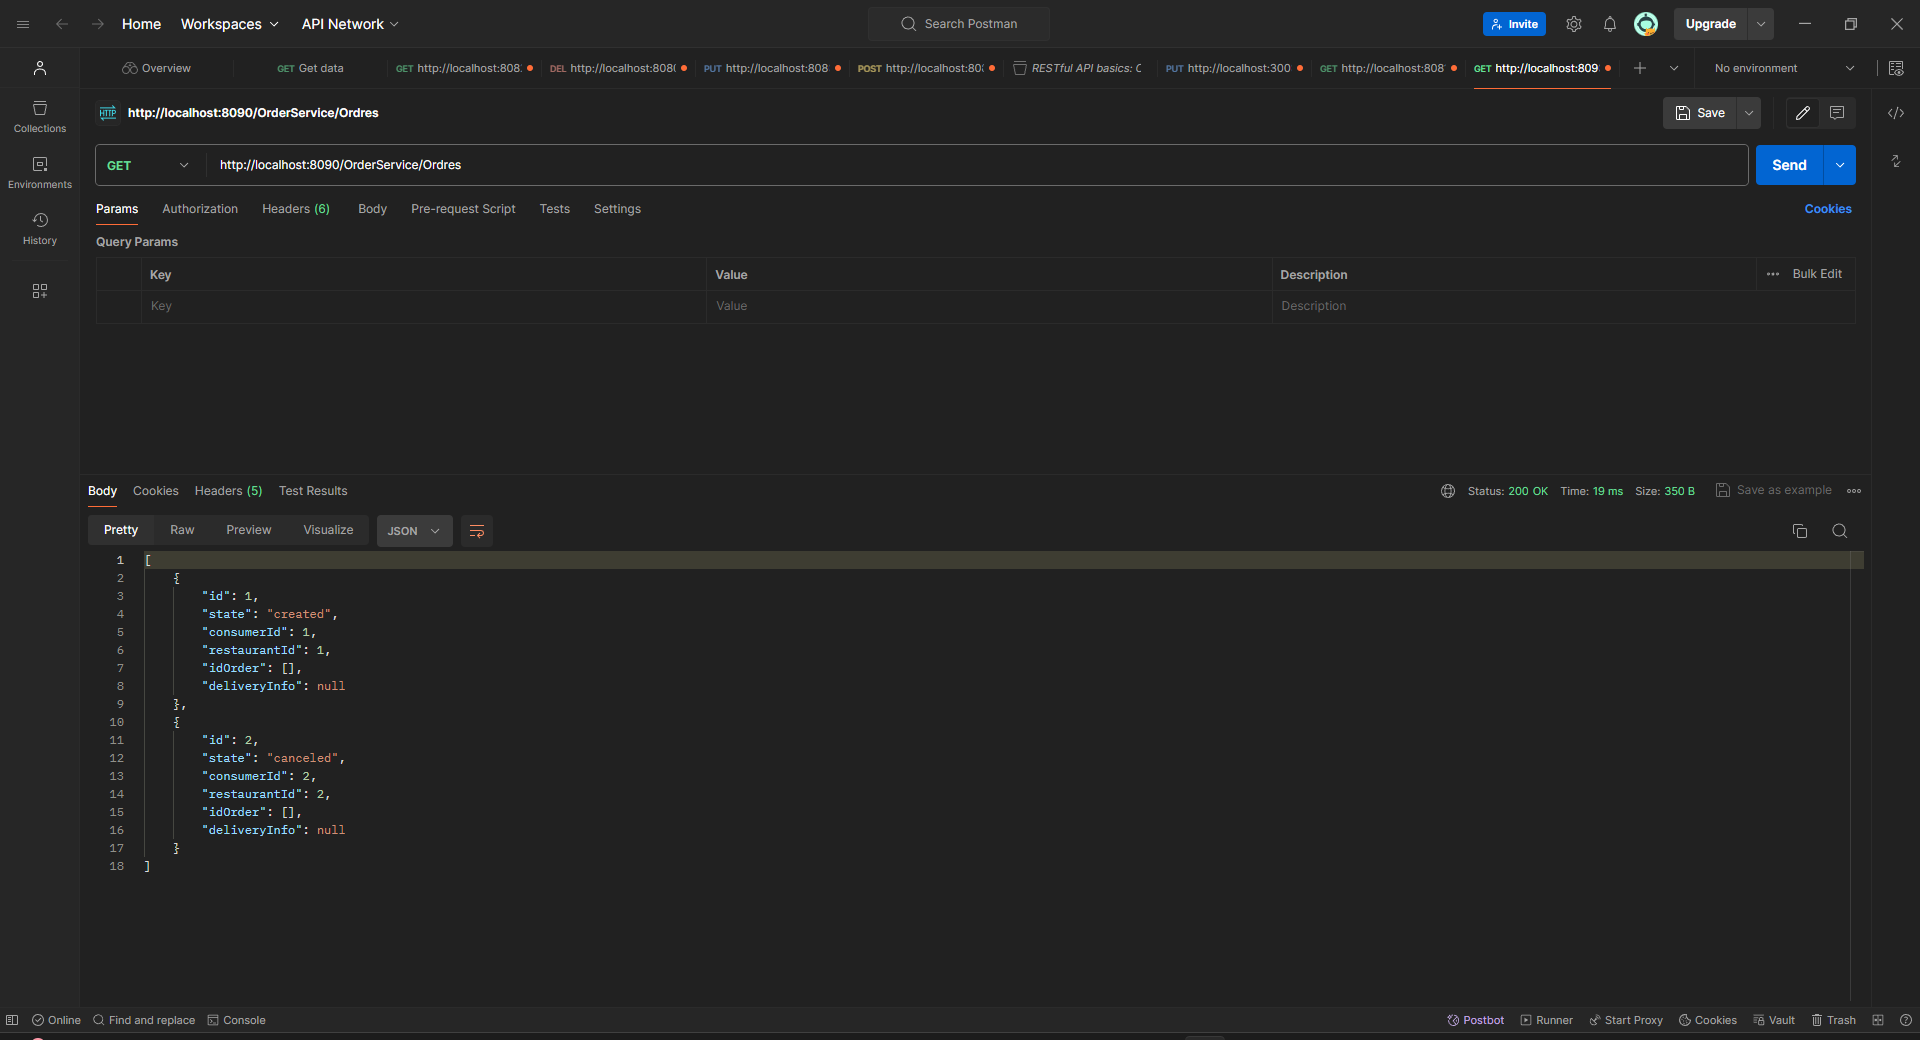 Home Workspaces API Network Search Postman Invite Upgrade
Overview GET Get data GET http://localhost:808 DEL http://localhost:808 PUT http://localhost:808 POST http://localhost:80 RESTful API basics: C PUT http://localhost:300 GET http://localhost:808 GET http://localhost:809 No environment
HTTP http://localhost:8090/OrderService/Ordres Save
Collections
GET http://localhost:8090/OrderService/Ordres Send
Environments
Params Authorization Headers (6) Body Pre-request Script Tests Settings Cookies
History
Query Params
Key Value Description Bulk Edit
Key Value Description
Body Cookies Headers (5) Test Results Status: 200 OK Time: 19 ms Size: 350 B Save as example
Pretty Raw Preview Visualize JSON
1 [
2 {
3 "id": 1,
4 "state": "created",
5 "consumerId": 1,
6 "restaurantId": 1,
7 "idOrder": [],
8 "deliveryInfo": null
9 },
10 {
11 "id": 2,
12 "state": "canceled",
13 "consumerId": 2,
14 "restaurantId": 2,
15 "idOrder": [],
16 "deliveryInfo": null
17 }
18 ]
Online Find and replace Console Postbot Runner Start Proxy Cookies Vault Trash